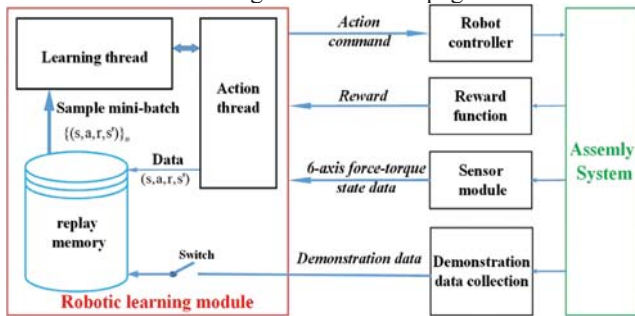 Learning thread
Action
thread
Sample mini-batch
{(s,a,r,s')}
Data
(s,a,r,s')
replay
memory
Switch
Robotic learning module
Action
command
Reward
6-axis force-torque
state data
Demonstration data
Robot
controller
Reward
function
Sensor
module
Demonstration
data collection
Assemly
System